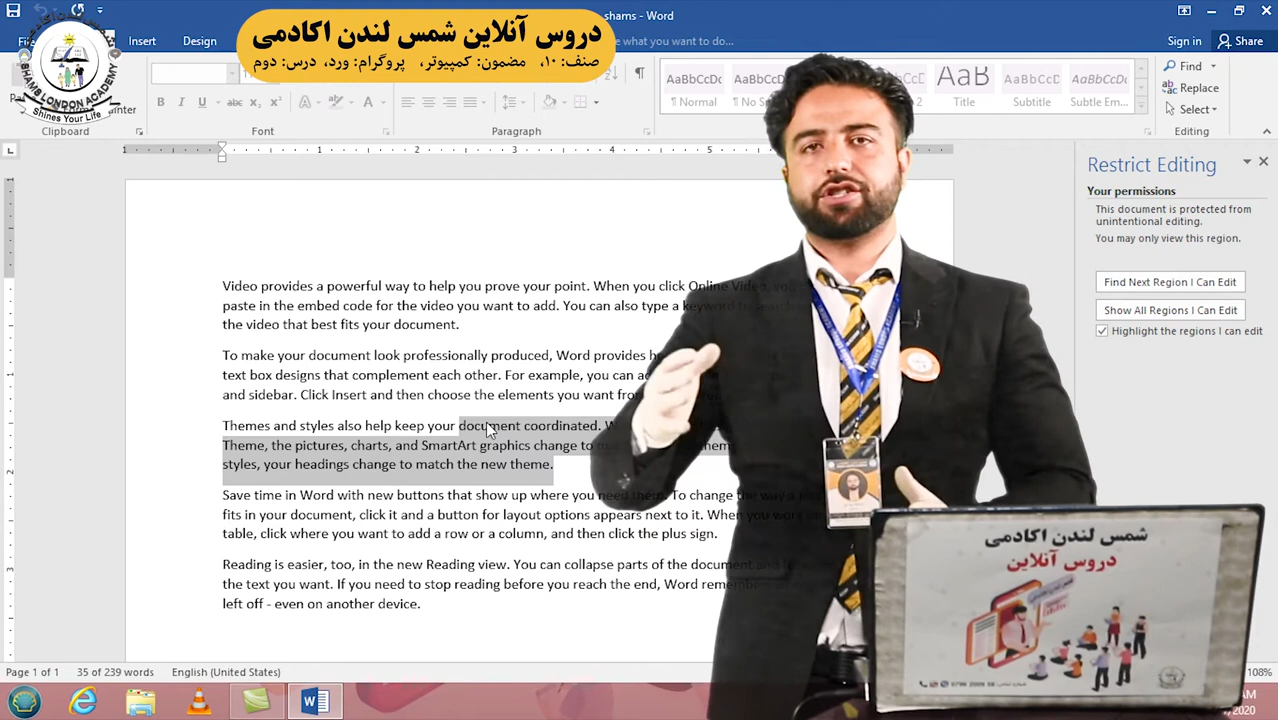 shams - Word
Sign in
Share
Insert
Design
what you want to do...
دروس آنلاین شمس لندن اکادمی
صنف: ۱۰، مضمون: کمپیوتر، پروگرام: ورد، درس: دوم
SHAMS LONDON ACADEMY
Shines Your Life
Clipboard
Font
Paragraph
AaBbCcDc
¶ Normal
¶ No
AaB
Title
AaBbCcD
Subtitle
AaBbCcDc
Subtle Em...
Find
Replace
Select
Editing
Restrict Editing
Your permissions
This document is protected from
unintentional editing.
You may only view this region.
Find Next Region I Can Edit
Show All Regions I Can Edit
Highlight the regions I can edit
Video provides a powerful way to help you prove your point. When you click Online Video, you
paste in the embed code for the video you want to add. You can also type a keyword to search
the video that best fits your document.
To make your document look professionally produced, Word provides
text box designs that complement each other. For example, you can
and sidebar. Click Insert and then choose the elements you want
Themes and styles also help keep your document coordinated.
Theme, the pictures, charts, and SmartArt graphics change to
styles, your headings change to match the new theme.
Save time in Word with new buttons that show up where you need them. To change the way a
fits in your document, click it and a button for layout options appears next to it. When you work
table, click where you want to add a row or a column, and then click the plus sign.
Reading is easier, too, in the new Reading view. You can collapse parts of the document and
the text you want. If you need to stop reading before you reach the end, Word remembers
left off - even on another device.
شمس لندن اکادمی
دروس آنلاین
Page 1 of 1
35 of 239 words
English (United States)
108%